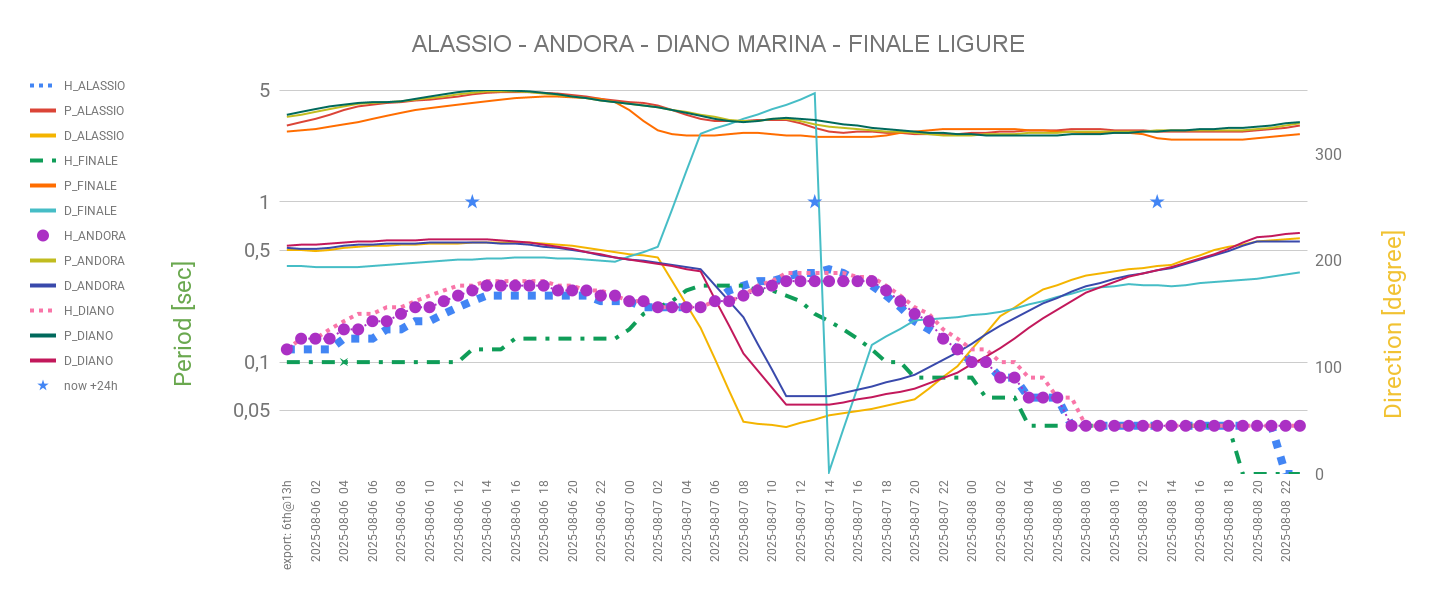 ALASSIO - ANDORA - DIANO MARINA - FINALE LIGURE
H_ALASSIO
P_ALASSIO
D_ALASSIO
H_FINALE
P_FINALE
D_FINALE
H_ANDORA
P_ANDORA
D_ANDORA
H_DIANO
P_DIANO
D_DIANO
now +24h
Period [sec]
5
1
0,5
0,1
0,05
300
200
100
0
Direction [degree]
export: 6th@13h
2025-08-06 02
2025-08-06 04
2025-08-06 06
2025-08-06 08
2025-08-06 10
2025-08-06 12
2025-08-06 14
2025-08-06 16
2025-08-06 18
2025-08-06 20
2025-08-06 22
2025-08-07 00
2025-08-07 02
2025-08-07 04
2025-08-07 06
2025-08-07 08
2025-08-07 10
2025-08-07 12
2025-08-07 14
2025-08-07 16
2025-08-07 18
2025-08-07 20
2025-08-07 22
2025-08-08 00
2025-08-08 02
2025-08-08 04
2025-08-08 06
2025-08-08 08
2025-08-08 10
2025-08-08 12
2025-08-08 14
2025-08-08 16
2025-08-08 18
2025-08-08 20
2025-08-08 22